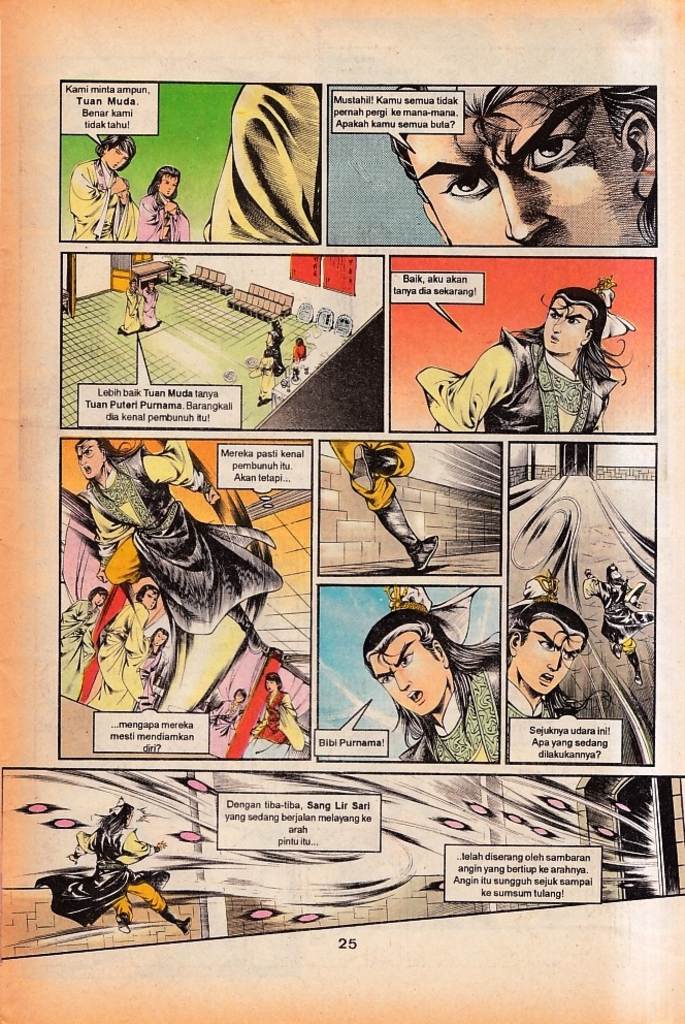 Kami minta ampun,
Tuan Muda.
Benar kami
tidak tahu!
Mustahil! Kamu semua tidak
pernah pergi ke mana-mana.
Apakah kamu semua buta?
Lebih baik Tuan Muda tanya
Tuan Puteri Purnama. Barangkali
dia kenal pembunuh itu!
Baik, aku akan
tanya dia sekarang!
Mereka pasti kenal
pembunuh itu.
Akan tetapi...
...mengapa mereka
mesti mendiamkan
diri?
Bibi Purnama!
Sejuknya udara ini!
Apa yang sedang
dilakukannya?
Dengan tiba-tiba, Sang Lir Sari
yang sedang berjalan melayang ke
arah
pintu itu...
..telah diserang oleh sambaran
angin yang bertiup ke arahnya.
Angin itu sungguh sejuk sampai
ke sumsum tulang!
25